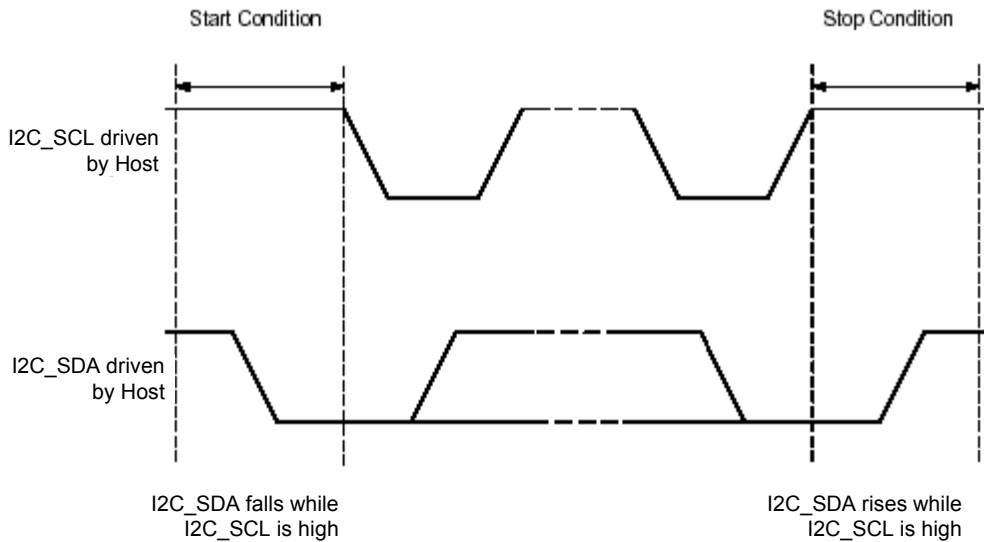 Start Condition
Stop Condition
I2C_SCL driven
by Host
I2C_SDA driven
by Host
I2C_SDA falls while
I2C_SCL is high
I2C_SDA rises while
I2C_SCL is high